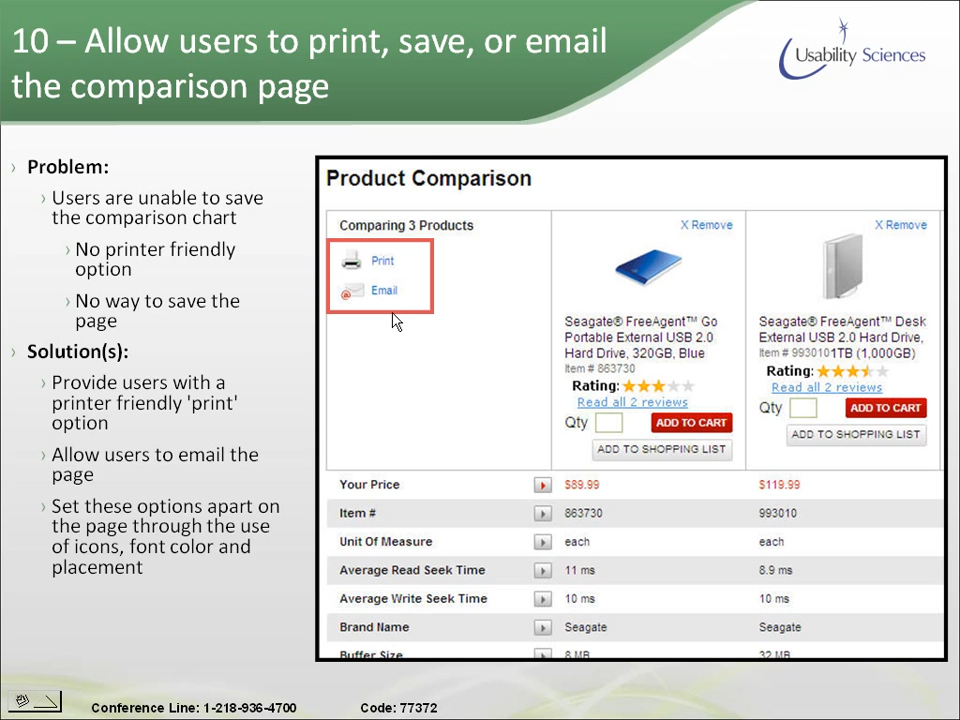 10 – Allow users to print, save, or email
the comparison page
Usability Sciences
› Problem:
› Users are unable to save
the comparison chart
› No printer friendly
option
› No way to save the
page
› Solution(s):
› Provide users with a
printer friendly 'print'
option
› Allow users to email the
page
› Set these options apart on
the page through the use
of icons, font color and
placement
Product Comparison
Comparing 3 Products
Print
Email
X Remove
Seagate® FreeAgent™ Go
Portable External USB 2.0
Hard Drive, 320GB, Blue
Item # 863730
Rating:
Read all 2 reviews
Qty
ADD TO CART
ADD TO SHOPPING LIST
X Remove
Seagate® FreeAgent™ Desk
External USB 2.0 Hard Drive,
Item # 9930101TB (1,000GB)
Rating:
Read all 2 reviews
Qty
ADD TO CART
ADD TO SHOPPING LIST
Your Price $89.99 $119.99
Item # 863730 993010
Unit Of Measure each each
Average Read Seek Time 11 ms 8.9 ms
Average Write Seek Time 10 ms 10 ms
Brand Name Seagate Seagate
Buffer Size 8 MB 32 MB
Conference Line: 1-218-936-4700 Code: 77372